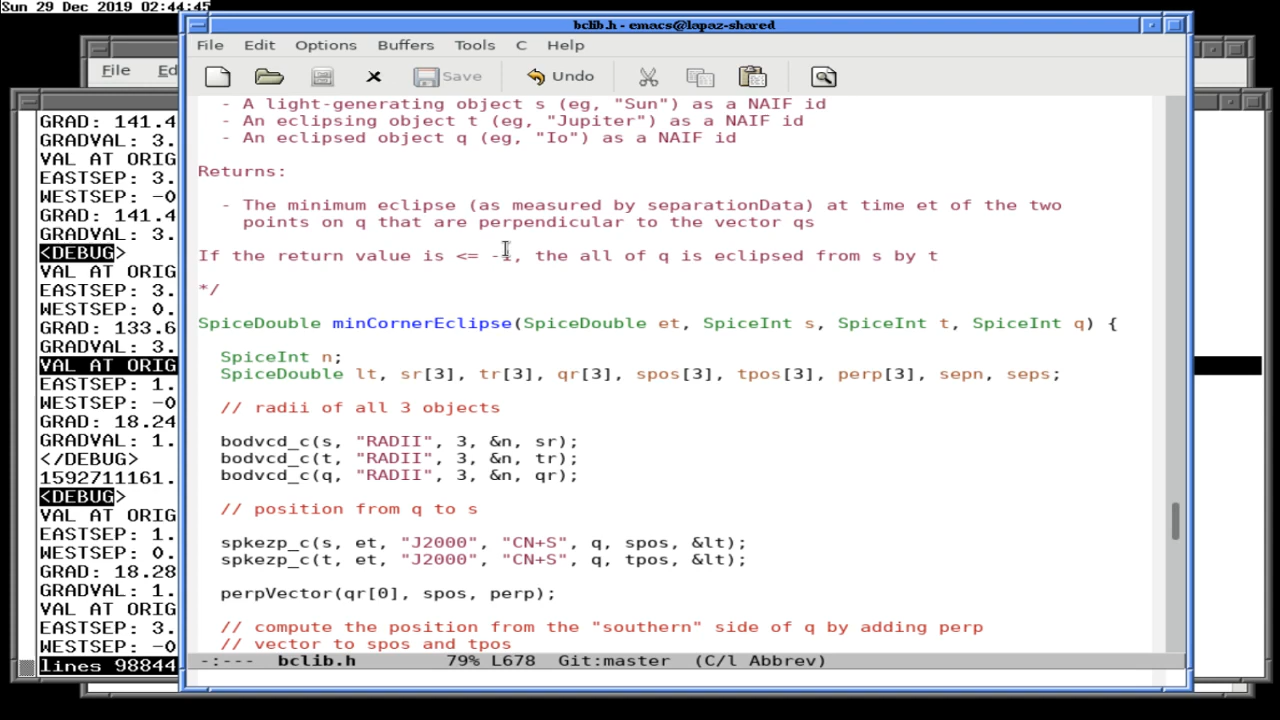 Sun 29 Dec 2019 02:44:45
bclib.h - emacs@lapaz-shared
File Edit Options Buffers Tools C Help
Save Undo
File Ed
- A light-generating object s (eg, "Sun") as a NAIF id
- An eclipsing object t (eg, "Jupiter") as a NAIF id
- An eclipsed object q (eg, "Io") as a NAIF id
Returns:
- The minimum eclipse (as measured by separationData) at time et of the two
points on q that are perpendicular to the vector qs
If the return value is <= -1, the all of q is eclipsed from s by t
*/
SpiceDouble minCornerEclipse(SpiceDouble et, SpiceInt s, SpiceInt t, SpiceInt q) {
SpiceInt n;
SpiceDouble lt, sr[3], tr[3], qr[3], spos[3], tpos[3], perp[3], sepn, seps;
// radii of all 3 objects
bodvcd_c(s, "RADII", 3, &n, sr);
bodvcd_c(t, "RADII", 3, &n, tr);
bodvcd_c(q, "RADII", 3, &n, qr);
// position from q to s
spkezp_c(s, et, "J2000", "CN+S", q, spos, &lt);
spkezp_c(t, et, "J2000", "CN+S", q, tpos, &lt);
perpVector(qr[0], spos, perp);
// compute the position from the "southern" side of q by adding perp
// vector to spos and tpos
-:--- bclib.h 79% L678 Git:master (C/l Abbrev)
GRAD: 141.4
GRADVAL: 3.
VAL AT ORIG
EASTSEP: 3.
WESTSEP: -0
GRAD: 141.4
GRADVAL: 3.
<DEBUG>
VAL AT ORIG
EASTSEP: 3.
WESTSEP: 0.
GRAD: 133.6
GRADVAL: 3.
VAL AT ORIG
EASTSEP: 1.
WESTSEP: -0
GRAD: 18.24
GRADVAL: 1.
</DEBUG>
1592711161.
<DEBUG>
VAL AT ORIG
EASTSEP: 1.
WESTSEP: 0.
GRAD: 18.28
GRADVAL: 1.
VAL AT ORIG
EASTSEP: 3.
WESTSEP: -0
lines 98844